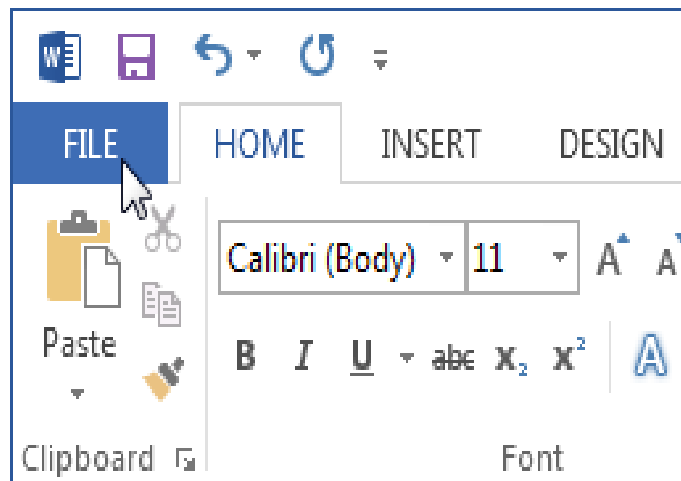 FILE HOME INSERT DESIGN
Calibri (Body) 11 A A
Paste B I U abc X₂ X² A
Clipboard Font